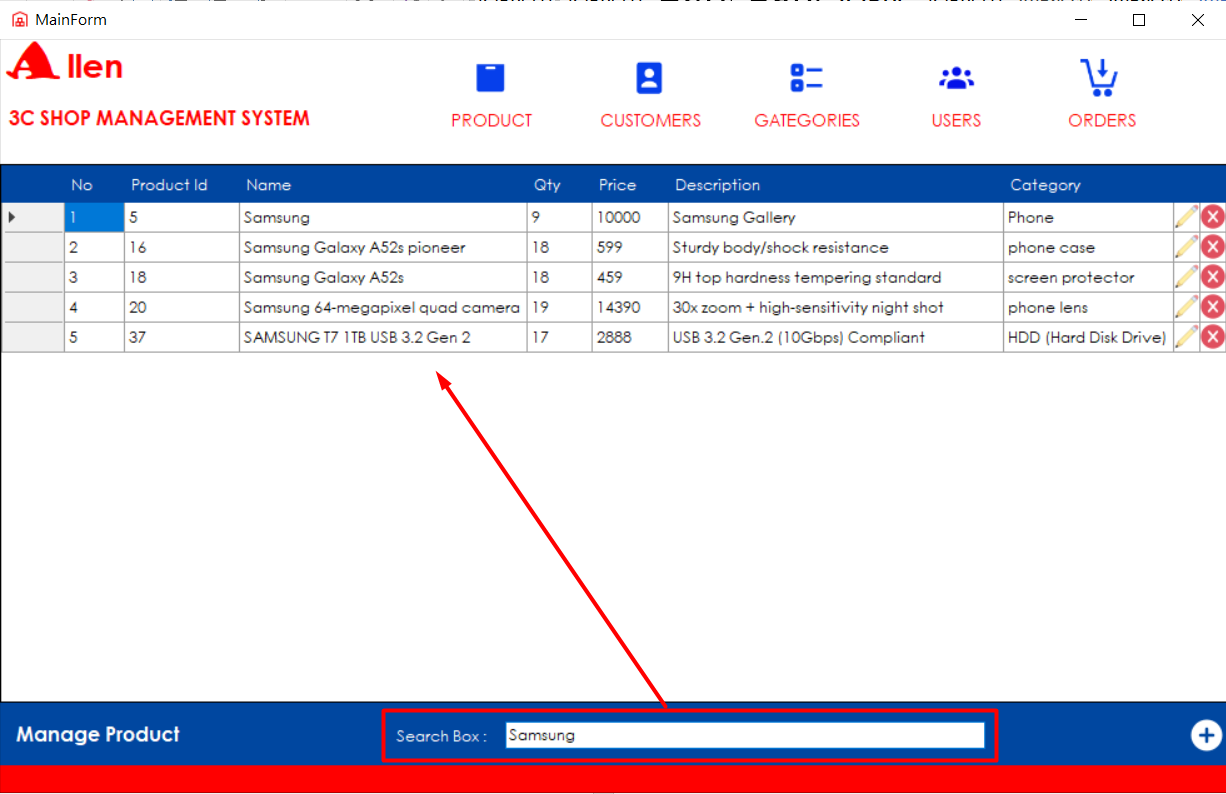 MainForm
Allen
3C SHOP MANAGEMENT SYSTEM
PRODUCT CUSTOMERS GATEGORIES USERS ORDERS
No Product Id Name Qty Price Description Category
1 5 Samsung 9 10000 Samsung Gallery Phone
2 16 Samsung Galaxy A52s pioneer 18 599 Sturdy body/shock resistance phone case
3 18 Samsung Galaxy A52s 18 459 9H top hardness tempering standard screen protector
4 20 Samsung 64-megapixel quad camera 19 14390 30x zoom + high-sensitivity night shot phone lens
5 37 SAMSUNG T7 1TB USB 3.2 Gen 2 17 2888 USB 3.2 Gen.2 (10Gbps) Compliant HDD (Hard Disk Drive)
Manage Product Search Box : Samsung